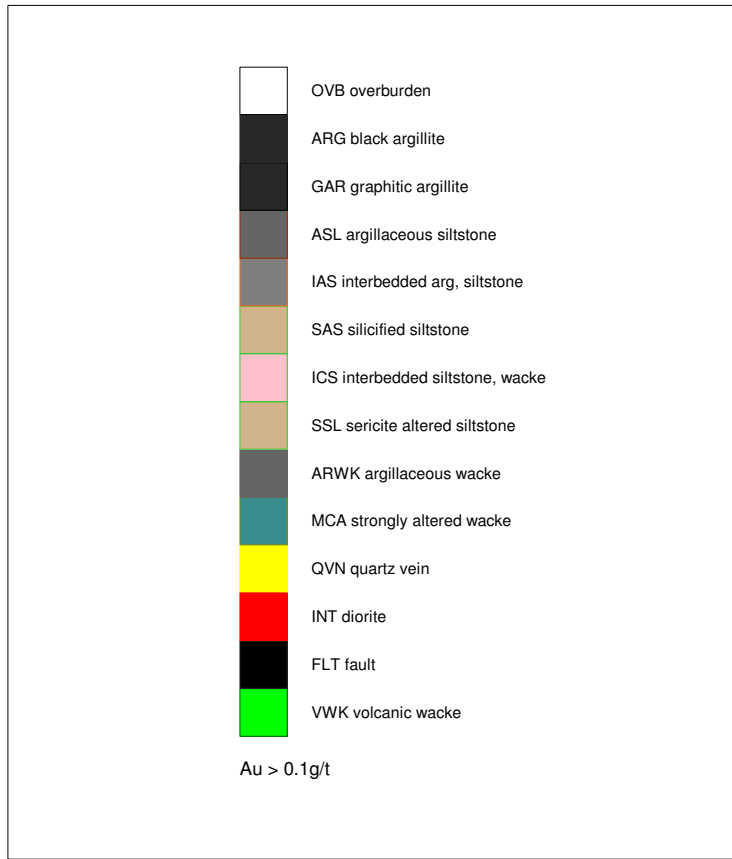 OVB overburden
ARG black argillite
GAR graphitic argillite
ASL argillaceous siltstone
IAS interbedded arg, siltstone
SAS silicified siltstone
ICS interbedded siltstone, wacke
SSL sericite altered siltstone
ARWK argillaceous wacke
MCA strongly altered wacke
QVN quartz vein
INT diorite
FLT fault
VWK volcanic wacke
Au > 0.1g/t